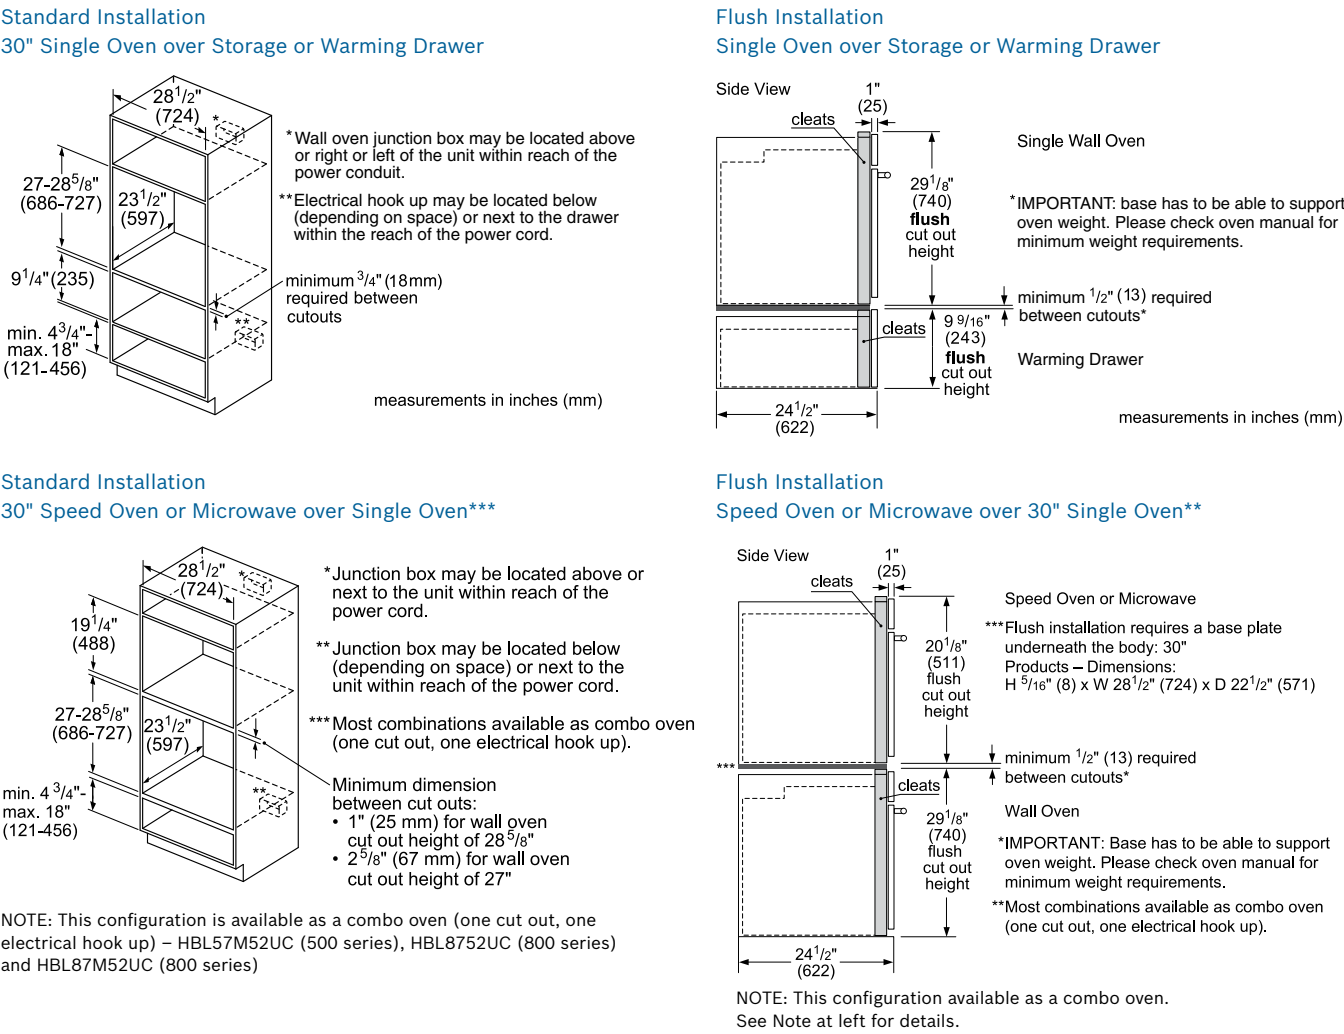 Standard Installation
30" Single Oven over Storage or Warming Drawer
28 1/2"
(724)
*
27-28 5/8"
(686-727)
23 1/2"
(597)
9 1/4" (235)
min. 4 3/4"-
max. 18"
(121-456)
**
*Wall oven junction box may be located above
or right or left of the unit within reach of the
power conduit.
**Electrical hook up may be located below
(depending on space) or next to the drawer
within the reach of the power cord.
minimum 3/4" (18mm)
required between
cutouts
measurements in inches (mm)
Flush Installation
Single Oven over Storage or Warming Drawer
Side View
1"
(25)
cleats
29 1/8"
(740)
flush
cut out
height
Single Wall Oven
*IMPORTANT: base has to be able to support
oven weight. Please check oven manual for
minimum weight requirements.
minimum 1/2" (13) required
between cutouts*
cleats
9 9/16"
(243)
flush
cut out
height
Warming Drawer
24 1/2"
(622)
measurements in inches (mm)
Standard Installation
30" Speed Oven or Microwave over Single Oven***
28 1/2"
(724)
*
19 1/4"
(488)
27-28 5/8"
(686-727)
23 1/2"
(597)
min. 4 3/4"-
max. 18"
(121-456)
**
*Junction box may be located above or
next to the unit within reach of the
power cord.
**Junction box may be located below
(depending on space) or next to the
unit within reach of the power cord.
***Most combinations available as combo oven
(one cut out, one electrical hook up).
Minimum dimension
between cut outs:
• 1" (25 mm) for wall oven
cut out height of 28 5/8"
• 2 5/8" (67 mm) for wall oven
cut out height of 27"
NOTE: This configuration is available as a combo oven (one cut out, one
electrical hook up) – HBL57M52UC (500 series), HBL8752UC (800 series)
and HBL87M52UC (800 series)
Flush Installation
Speed Oven or Microwave over 30" Single Oven**
Side View
1"
(25)
cleats
20 1/8"
(511)
flush
cut out
height
Speed Oven or Microwave
***Flush installation requires a base plate
underneath the body: 30"
Products – Dimensions:
H 5/16" (8) x W 28 1/2" (724) x D 22 1/2" (571)
***
minimum 1/2" (13) required
between cutouts*
cleats
29 1/8"
(740)
flush
cut out
height
Wall Oven
*IMPORTANT: Base has to be able to support
oven weight. Please check oven manual for
minimum weight requirements.
**Most combinations available as combo oven
(one cut out, one electrical hook up).
24 1/2"
(622)
NOTE: This configuration available as a combo oven.
See Note at left for details.